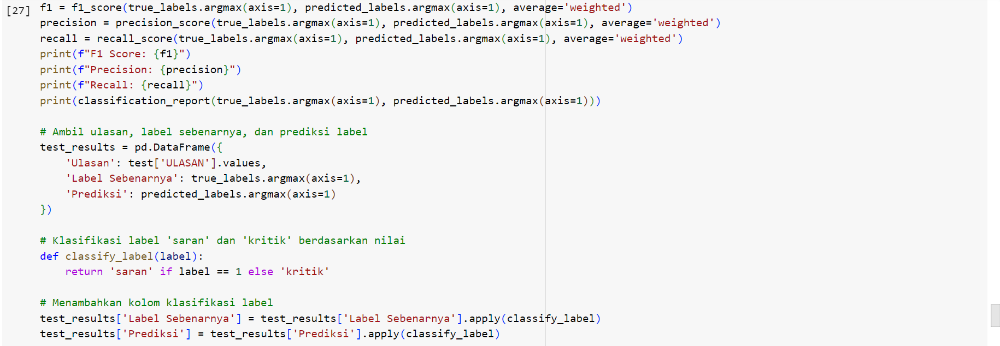 [27] f1 = f1_score(true_labels.argmax(axis=1), predicted_labels.argmax(axis=1), average='weighted')
precision = precision_score(true_labels.argmax(axis=1), predicted_labels.argmax(axis=1), average='weighted')
recall = recall_score(true_labels.argmax(axis=1), predicted_labels.argmax(axis=1), average='weighted')
print(f"F1 Score: {f1}")
print(f"Precision: {precision}")
print(f"Recall: {recall}")
print(classification_report(true_labels.argmax(axis=1), predicted_labels.argmax(axis=1)))

# Ambil ulasan, label sebenarnya, dan prediksi label
test_results = pd.DataFrame({
    'Ulasan': test['ULASAN'].values,
    'Label Sebenarnya': true_labels.argmax(axis=1),
    'Prediksi': predicted_labels.argmax(axis=1)
})

# Klasifikasi label 'saran' dan 'kritik' berdasarkan nilai
def classify_label(label):
    return 'saran' if label == 1 else 'kritik'

# Menambahkan kolom klasifikasi label
test_results['Label Sebenarnya'] = test_results['Label Sebenarnya'].apply(classify_label)
test_results['Prediksi'] = test_results['Prediksi'].apply(classify_label)